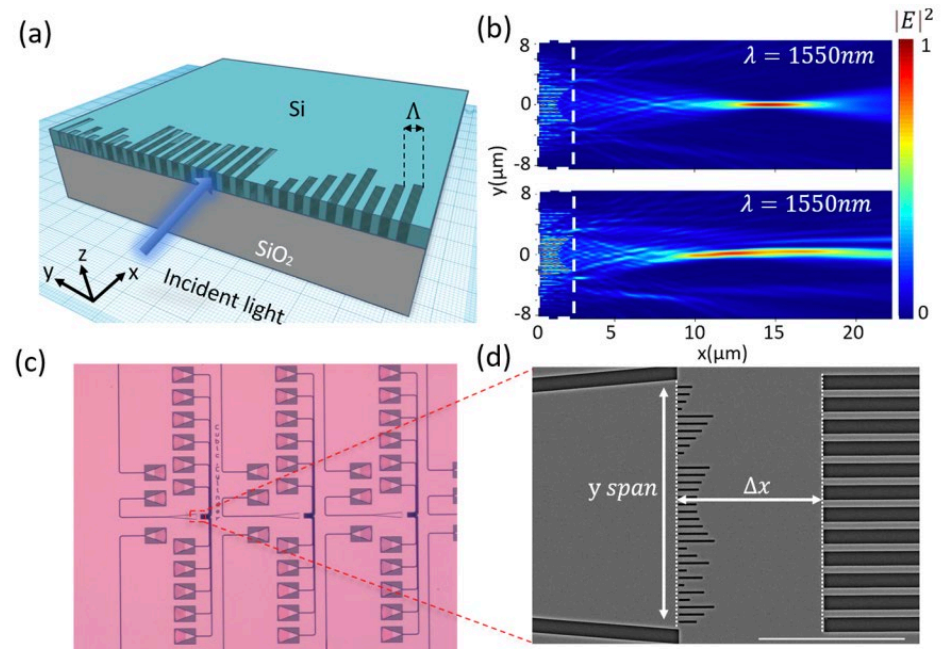 (a)
Si
Λ
SiO₂
y
z
x
Incident light
(b)
|E|²
8
0
-8
y(μm)
λ = 1550nm
1
0
8
0
-8
λ = 1550nm
0
5
10
15
20
x(μm)
(c)
(d)
y span
Δx